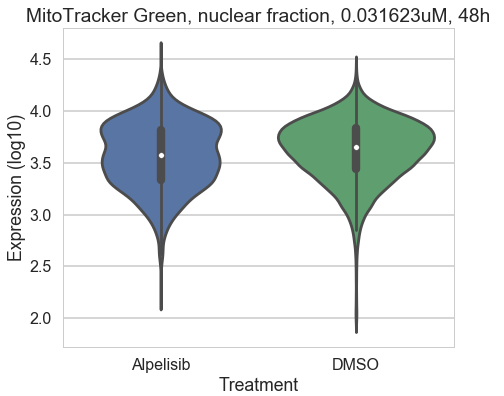 MitoTracker Green, nuclear fraction, 0.031623uM, 48h
Expression (log10)
4.5
4.0
3.5
3.0
2.5
2.0
Alpelisib DMSO
Treatment